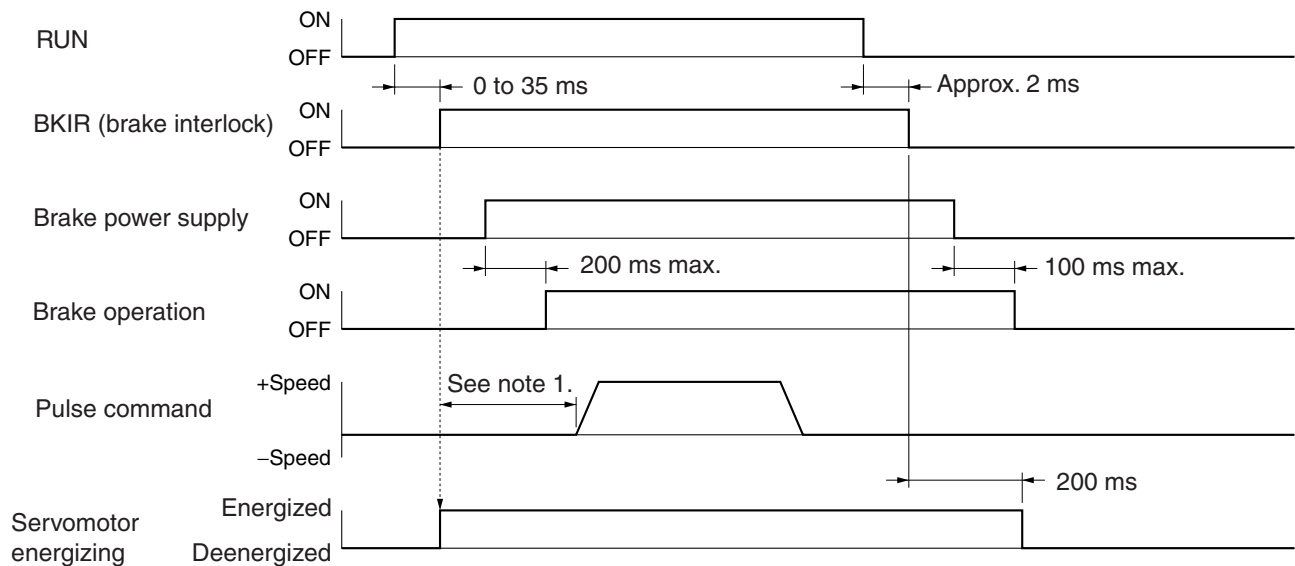 RUN
ON
OFF
0 to 35 ms
Approx. 2 ms
BKIR (brake interlock)
ON
OFF
Brake power supply
ON
OFF
200 ms max.
100 ms max.
Brake operation
ON
OFF
Pulse command
+Speed
See note 1.
−Speed
200 ms
Servomotor
energizing
Energized
Deenergized